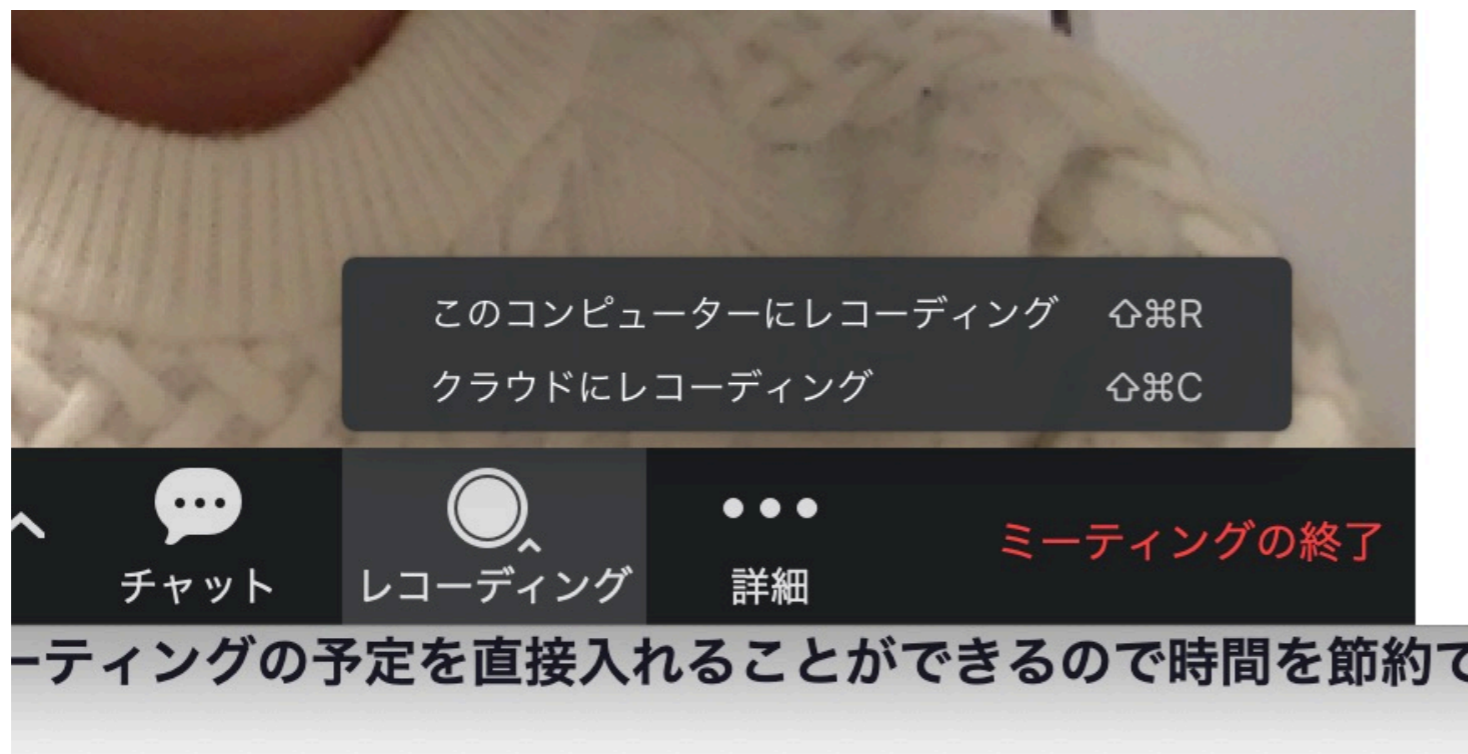 このコンピューターにレコーディング ⇧⌘R
クラウドにレコーディング ⇧⌘C
チャット
レコーディング
詳細
ミーティングの終了
ーティングの予定を直接入れることができるので時間を節約て